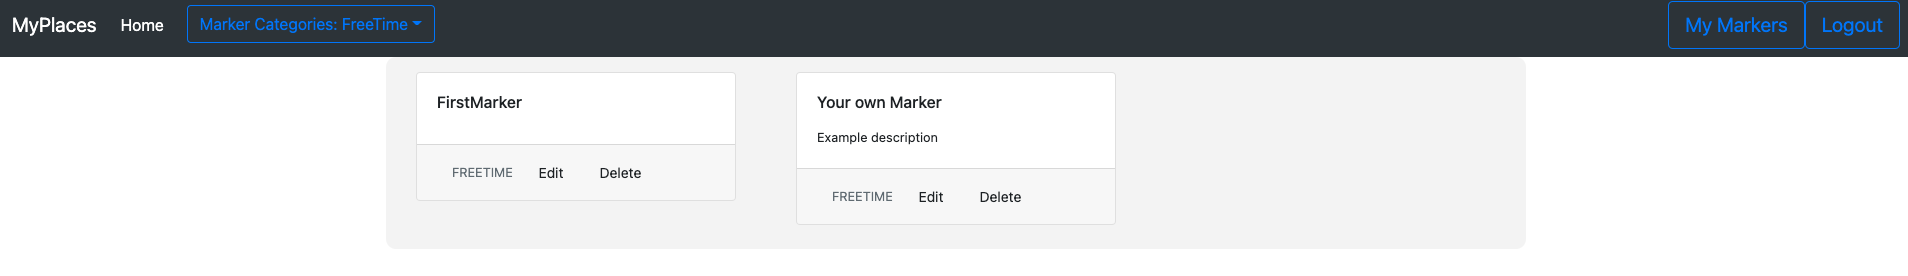 MyPlaces Home Marker Categories: FreeTime My Markers Logout
FirstMarker
FREETIME Edit Delete
Your own Marker
Example description
FREETIME Edit Delete